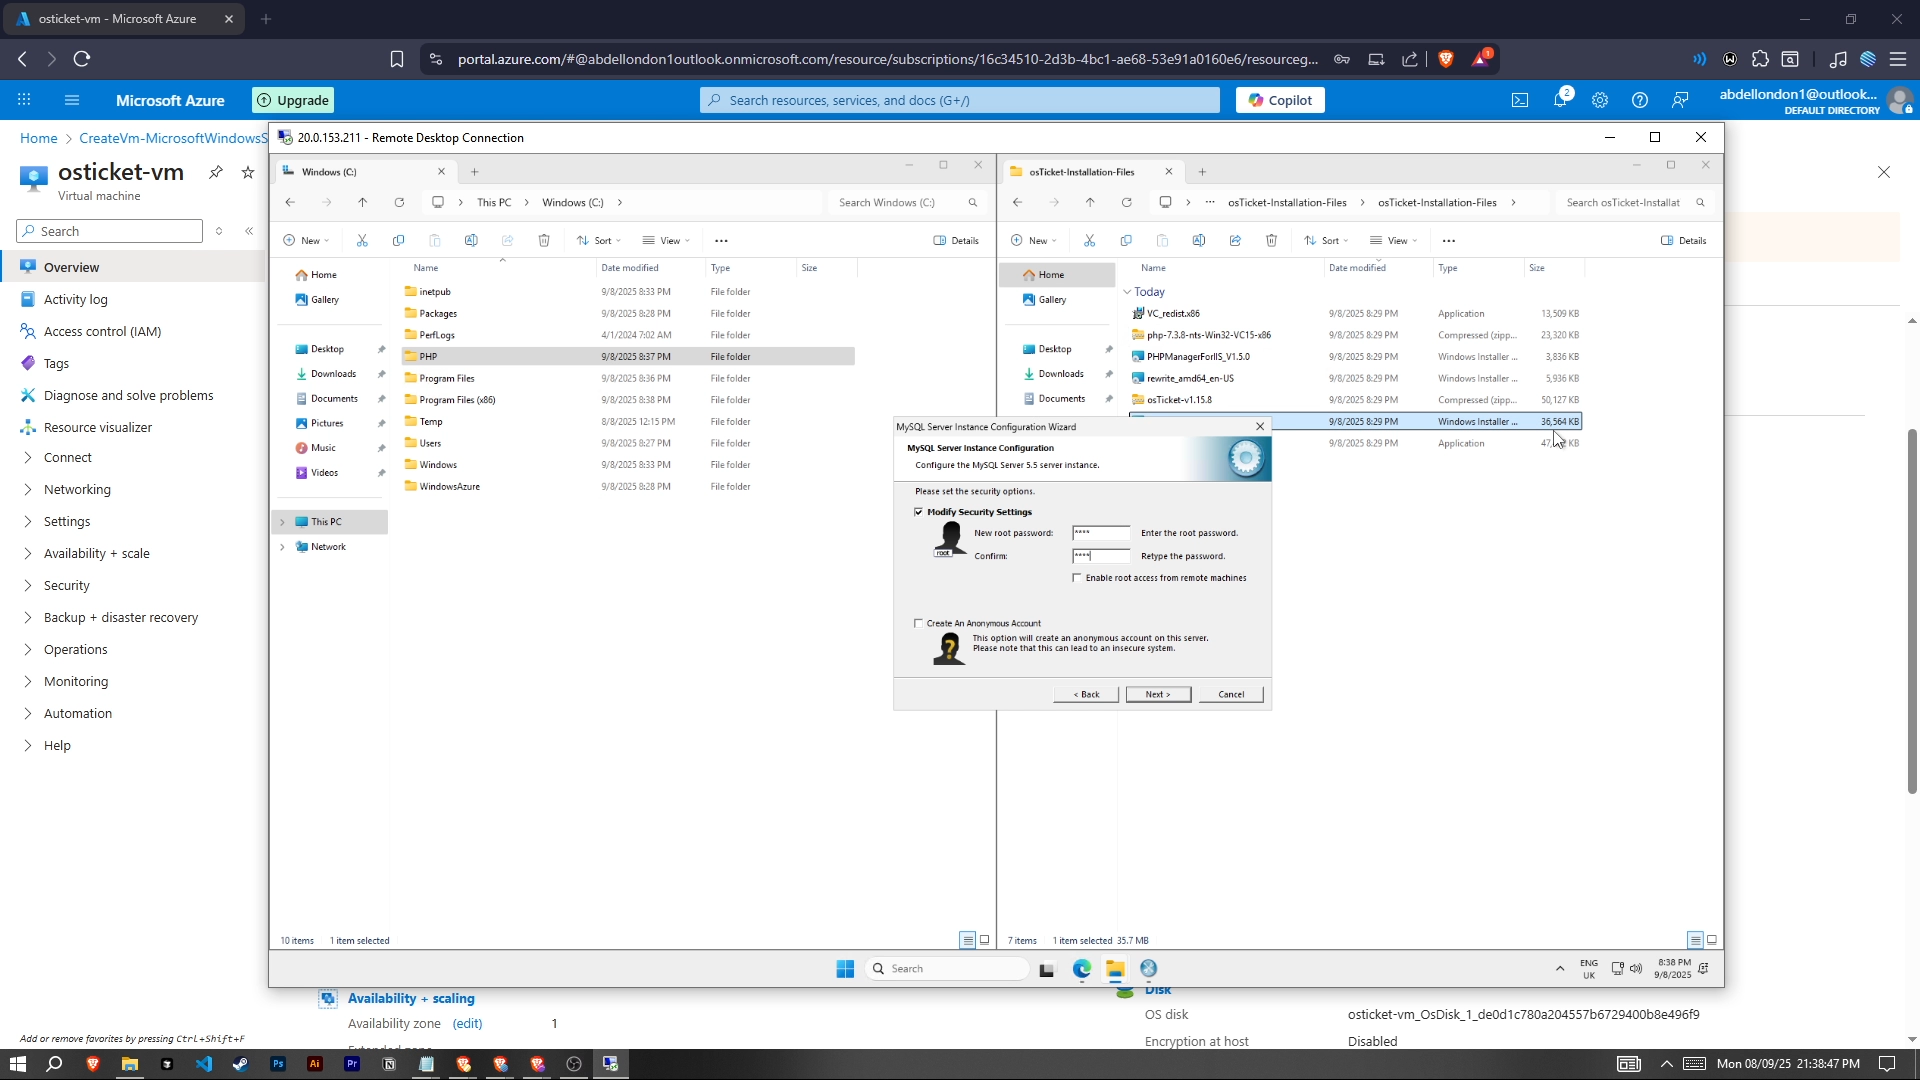 osticket-vm - Microsoft Azure
portal.azure.com/#@abdellondon1outlook.onmicrosoft.com/resource/subscriptions/16c34510-2d3b-4bc1-ae68-53e91a0160e6/resourceg...
1
Microsoft Azure
Upgrade
Search resources, services, and docs (G+/)
Copilot
2
abdellondon1@outlook...
DEFAULT DIRECTORY
Home > CreateVm-MicrosoftWindowsS
osticket-vm
Virtual machine
Search
Overview
Activity log
Access control (IAM)
Tags
Diagnose and solve problems
Resource visualizer
Connect
Networking
Settings
Availability + scale
Security
Backup + disaster recovery
Operations
Monitoring
Automation
Help
Add or remove favorites by pressing Ctrl+Shift+F
20.0.153.211 - Remote Desktop Connection
Windows (C:)
This PC > Windows (C:) >
Search Windows (C:)
New
Sort
View
Details
Home
Gallery
Desktop
Downloads
Documents
Pictures
Music
Videos
This PC
Network
Name Date modified Type Size
inetpub 9/8/2025 8:33 PM File folder
Packages 9/8/2025 8:28 PM File folder
PerfLogs 4/1/2024 7:02 AM File folder
PHP 9/8/2025 8:37 PM File folder
Program Files 9/8/2025 8:36 PM File folder
Program Files (x86) 9/8/2025 8:38 PM File folder
Temp 8/8/2025 12:15 PM File folder
Users 9/8/2025 8:27 PM File folder
Windows 9/8/2025 8:33 PM File folder
WindowsAzure 9/8/2025 8:28 PM File folder
10 items 1 item selected
osTicket-Installation-Files
osTicket-Installation-Files > osTicket-Installation-Files >
Search osTicket-Installat
New
Sort
View
Details
Home
Gallery
Desktop
Downloads
Documents
Name Date modified Type Size
Today
VC_redist.x86 9/8/2025 8:29 PM Application 13,509 KB
php-7.3.8-nts-Win32-VC15-x86 9/8/2025 8:29 PM Compressed (zipp... 23,320 KB
PHPManagerForIIS_V1.5.0 9/8/2025 8:29 PM Windows Installer ... 3,836 KB
rewrite_amd64_en-US 9/8/2025 8:29 PM Windows Installer ... 5,936 KB
osTicket-v1.15.8 9/8/2025 8:29 PM Compressed (zipp... 50,127 KB
9/8/2025 8:29 PM Windows Installer ... 36,564 KB
9/8/2025 8:29 PM Application KB
7 items 1 item selected 35.7 MB
MySQL Server Instance Configuration Wizard
MySQL Server Instance Configuration
Configure the MySQL Server 5.5 server instance.
Please set the security options.
Modify Security Settings
root
New root password: **** Enter the root password.
Confirm: **** Retype the password.
Enable root access from remote machines
Create An Anonymous Account
This option will create an anonymous account on this server.
Please note that this can lead to an insecure system.
< Back
Next >
Cancel
Search
ENG
UK
8:38 PM
9/8/2025
Availability + scaling
Availability zone (edit) 1
Disk
OS disk osticket-vm_OsDisk_1_de0d1c780a204557b6729400b8e496f9
Encryption at host Disabled
Mon 08/09/25 21:38:47 PM